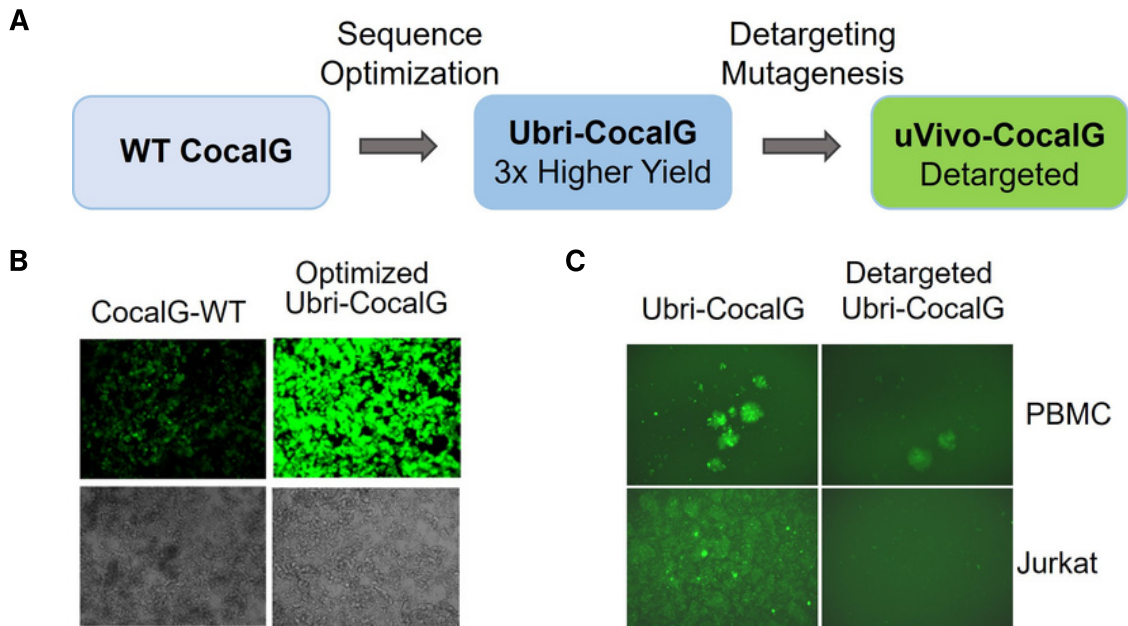 A
Sequence
Optimization
Detargeting
Mutagenesis
WT CocalG
Ubri-CocalG
3x Higher Yield
uVivo-CocalG
Detargeted
B
CocalG-WT
Optimized
Ubri-CocalG
C
Ubri-CocalG
Detargeted
Ubri-CocalG
PBMC
Jurkat